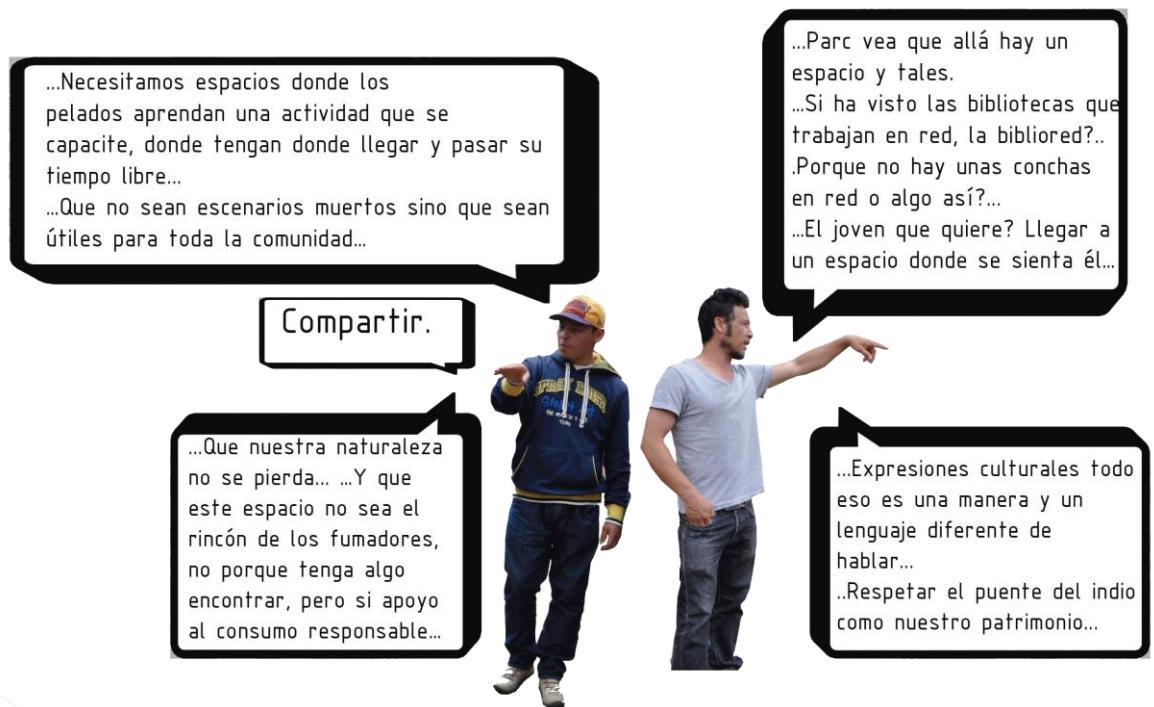 ...Necesitamos espacios donde los
pelados aprendan una actividad que se
capacite, donde tengan donde llegar y pasar su
tiempo libre...
...Que no sean escenarios muertos sino que sean
útiles para toda la comunidad...
...Parc vea que allá hay un
espacio y tales.
...Si ha visto las bibliotecas que
trabajan en red, la bibliored?..
.Porque no hay unas conchas
en red o algo así?...
...El joven que quiere? Llegar a
un espacio donde se sienta él...
Compartir.
...Que nuestra naturaleza
no se pierda... ...Y que
este espacio no sea el
rincón de los fumadores,
no porque tenga algo
encontrar, pero si apoyo
al consumo responsable...
...Expresiones culturales todo
eso es una manera y un
lenguaje diferente de
hablar...
..Respetar el puente del indio
como nuestro patrimonio...